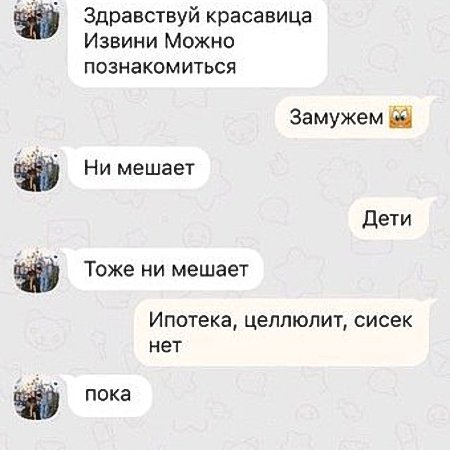 Здравствуй красавица
Извини Можно
познакомиться
Замужем
Ни мешает
Дети
Тоже ни мешает
Ипотека, целлюлит, сисек
нет
пока